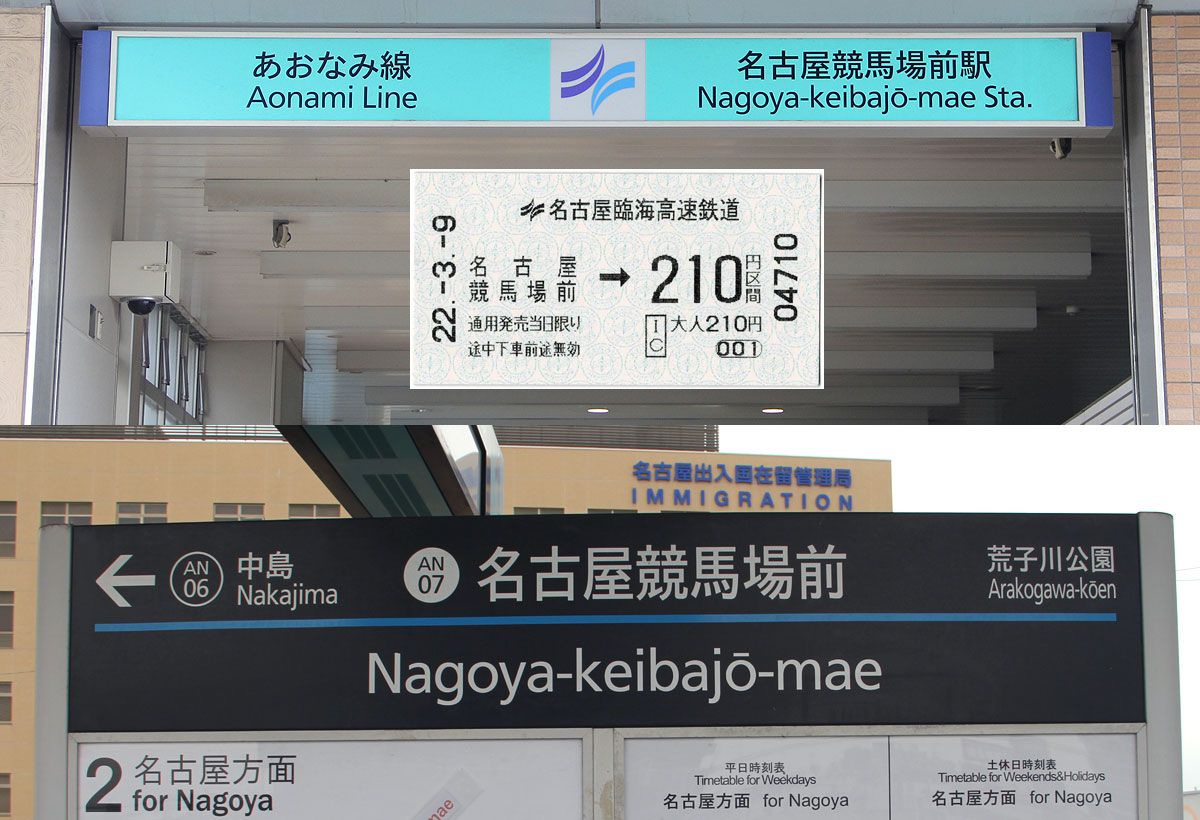 あおなみ線
Aonami Line
名古屋競馬場前駅
Nagoya-keibajō-mae Sta.
名古屋臨海高速鉄道
22.-3.-9
名古屋
競馬場前
→
210円区間
04710
通用発売当日限り
途中下車前途無効
IC
大人210円
001
名古屋出入国在留管理局
IMMIGRATION
←
AN
06
中島
Nakajima
AN
07
名古屋競馬場前
荒子川公園
Arakogawa-kōen
Nagoya-keibajō-mae
2
名古屋方面
for Nagoya
mae
平日時刻表
Timetable for Weekdays
名古屋方面 for Nagoya
土休日時刻表
Timetable for Weekends&Holidays
名古屋方面 for Nagoya